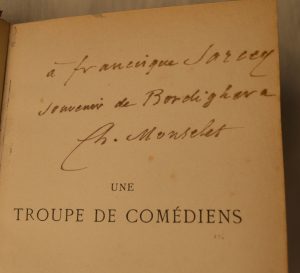 à francisque Sarcey
souvenir de Bordighera
Ch. Monselet
UNE
TROUPE DE COMÉDIENS